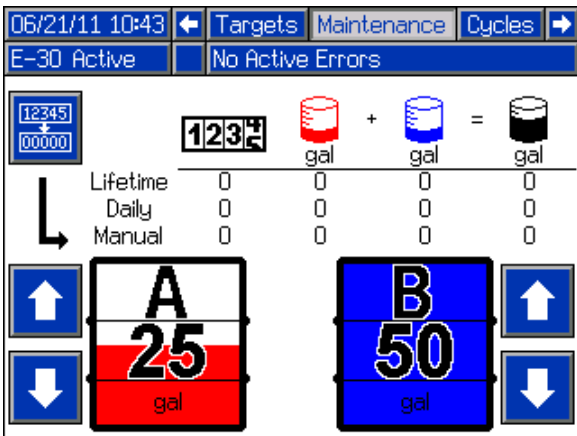 06/21/11 10:43 Targets Maintenance Cycles
E-30 Active No Active Errors
12345
00000
1234
+ =
gal gal gal
Lifetime 0 0 0 0
Daily 0 0 0 0
Manual 0 0 0 0
A B
25 50
gal gal